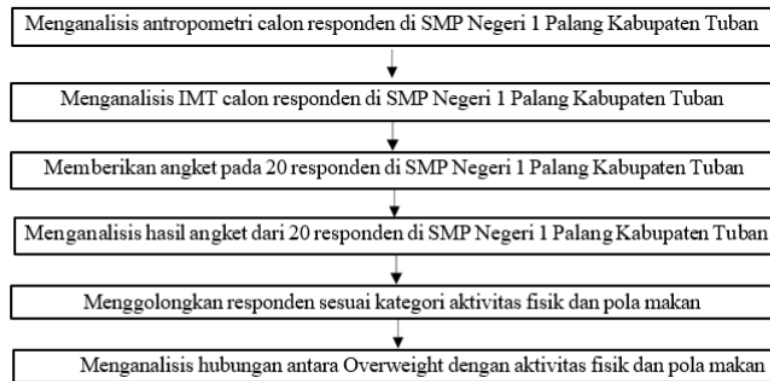 Menganalisis antropometri calon responden di SMP Negeri 1 Palang Kabupaten Tuban
Menganalisis IMT calon responden di SMP Negeri 1 Palang Kabupaten Tuban
Memberikan angket pada 20 responden di SMP Negeri 1 Palang Kabupaten Tuban
Menganalisis hasil angket dari 20 responden di SMP Negeri 1 Palang Kabupaten Tuban
Menggolongkan responden sesuai kategori aktivitas fisik dan pola makan
Menganalisis hubungan antara Overweight dengan aktivitas fisik dan pola makan